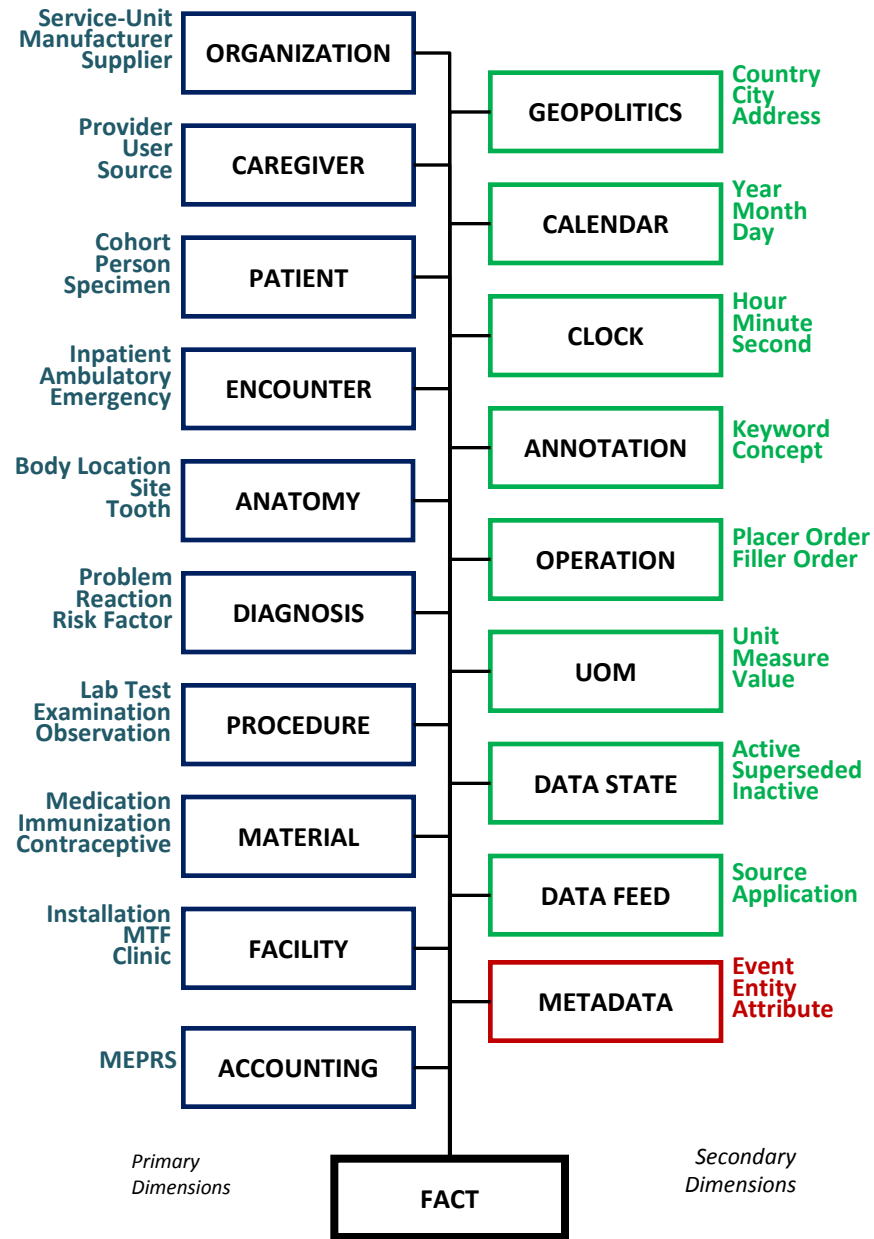 Service-Unit
Manufacturer
Supplier
ORGANIZATION
Provider
User
Source
CAREGIVER
Cohort
Person
Specimen
PATIENT
Inpatient
Ambulatory
Emergency
ENCOUNTER
Body Location
Site
Tooth
ANATOMY
Problem
Reaction
Risk Factor
DIAGNOSIS
Lab Test
Examination
Observation
PROCEDURE
Medication
Immunization
Contraceptive
MATERIAL
Installation
MTF
Clinic
FACILITY
MEPRS
ACCOUNTING
Primary
Dimensions
GEOPOLITICS
Country
City
Address
CALENDAR
Year
Month
Day
CLOCK
Hour
Minute
Second
ANNOTATION
Keyword
Concept
OPERATION
Placer Order
Filler Order
UOM
Unit
Measure
Value
DATA STATE
Active
Superseded
Inactive
DATA FEED
Source
Application
METADATA
Event
Entity
Attribute
Secondary
Dimensions
FACT